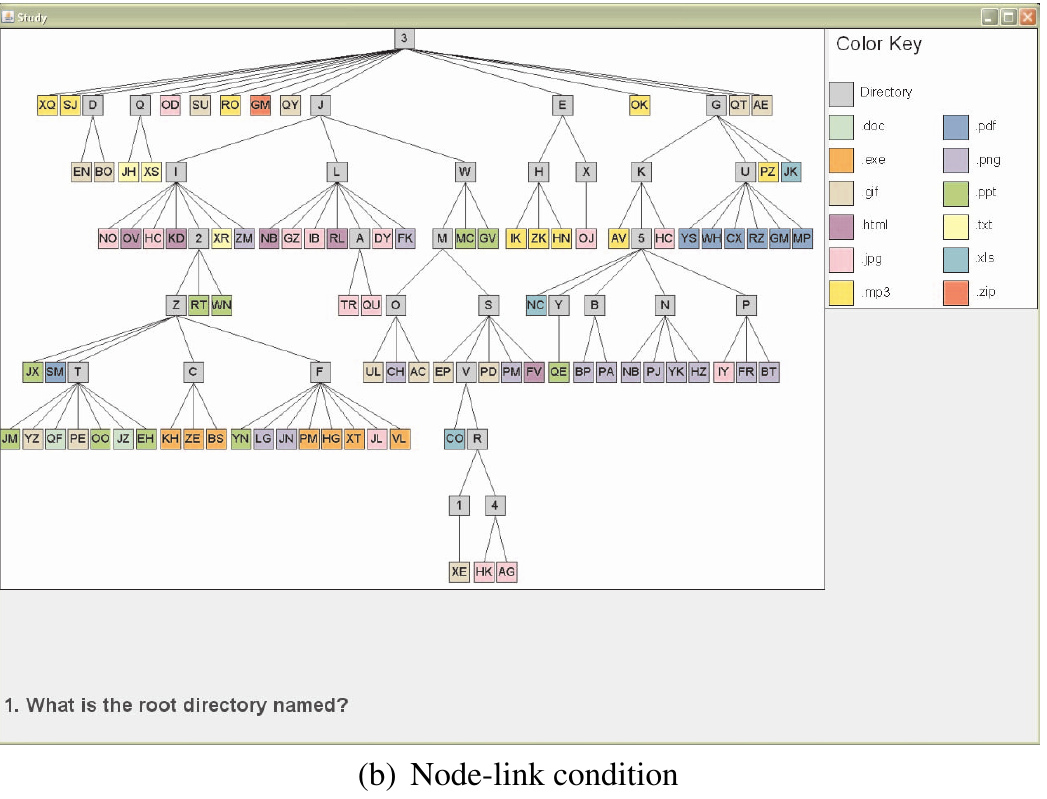 Study
3
Color Key
Directory
.doc .pdf
.exe .png
.gif .ppt
.html .txt
.jpg .xls
.mp3 .zip
XQ SJ D Q OD SU RO GM QY J E OK G QT AE
EN BO JH XS I L W H X K U PZ JK
NO OV HC KD 2 XR ZM NB GZ IB RL A DY FK M MC GV IK ZK HN OJ AV 5 HC YS WH CX RZ GM MP
Z RT WN TR QU O S NC Y B N P
JX SM T C F UL CH AC EP V PD PM FV QE BP PA NB PJ YK HZ IY FR BT
JM YZ QF PE JZ EH KH ZE BS YN LG JN PM HG XT JL VL R
1 4
XE HK AG
1. What is the root directory named?
(b) Node-link condition